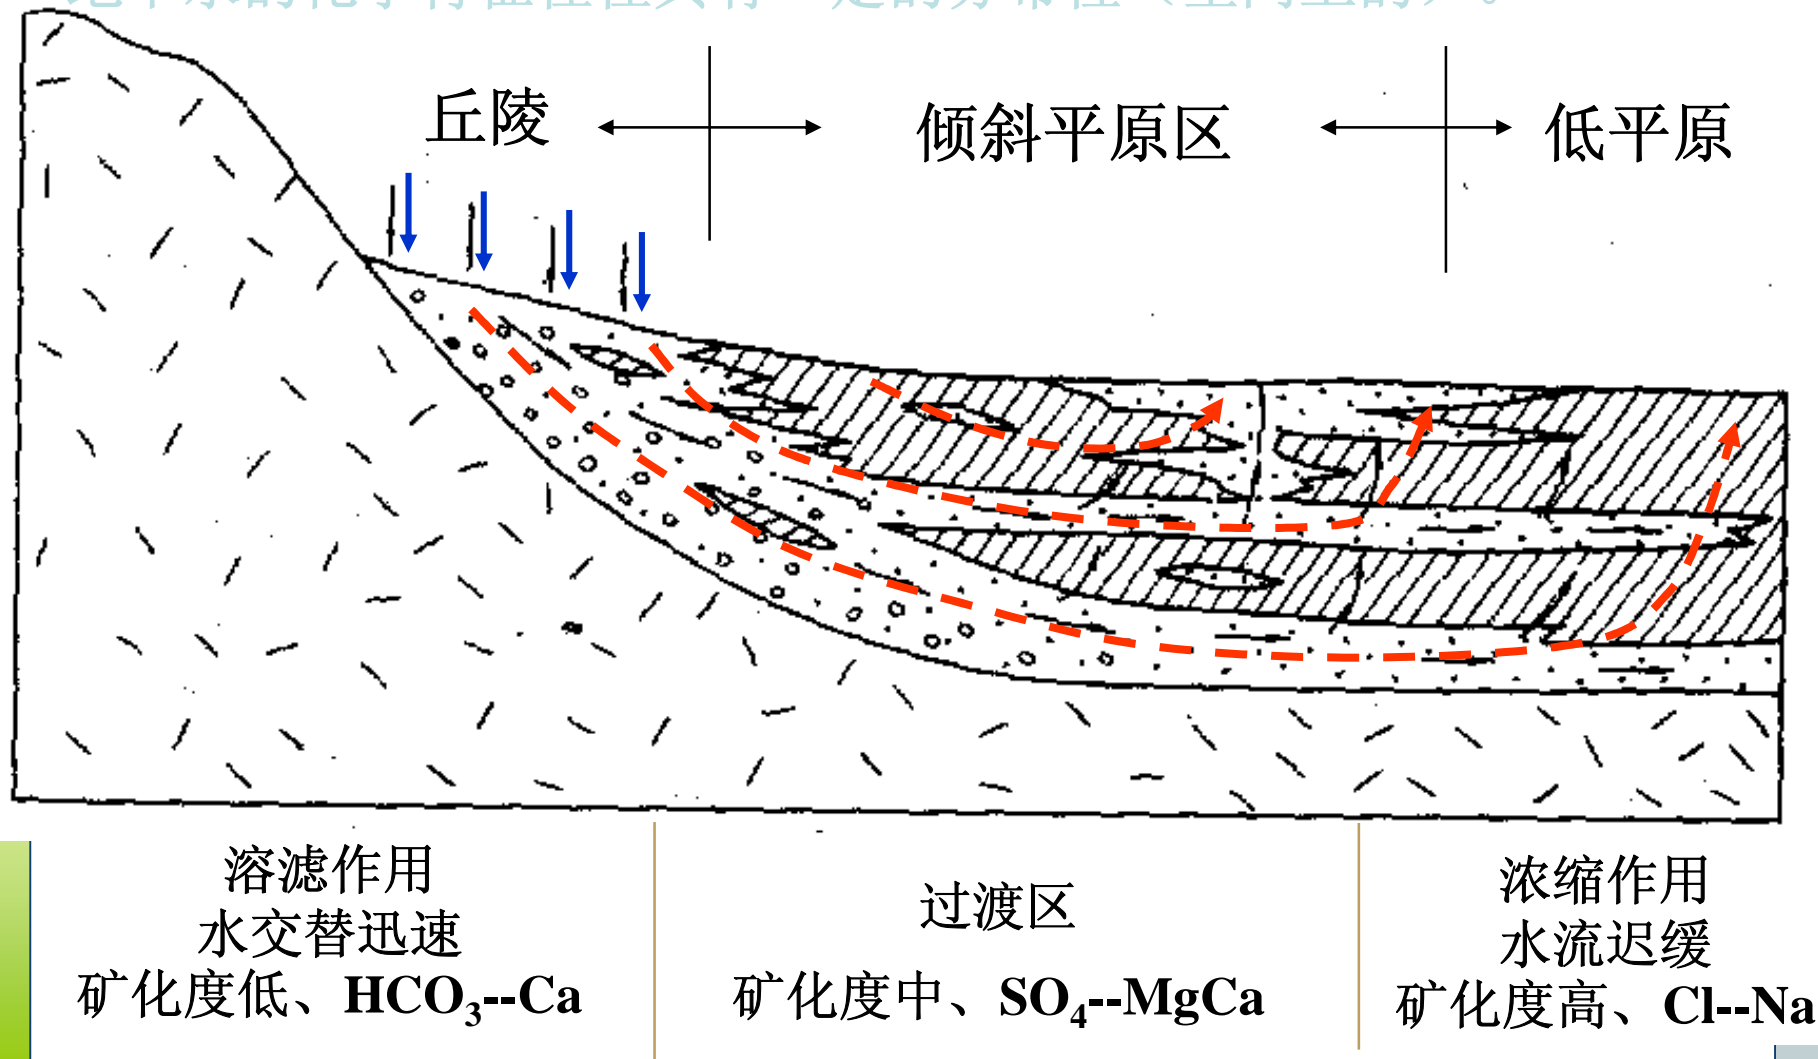 丘陵
倾斜平原区
低平原
溶滤作用
水交替迅速
矿化度低、HCO₃--Ca
过渡区
矿化度中、SO₄--MgCa
浓缩作用
水流迟缓
矿化度高、Cl--Na